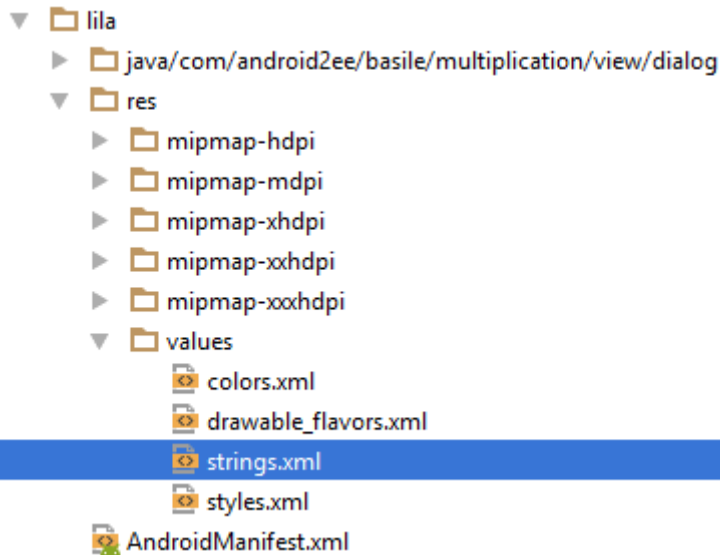 lila
java/com/android2ee/basile/multiplication/view/dialog
res
mipmap-hdpi
mipmap-mdpi
mipmap-xhdpi
mipmap-xxhdpi
mipmap-xxxhdpi
values
colors.xml
drawable_flavors.xml
strings.xml
styles.xml
AndroidManifest.xml